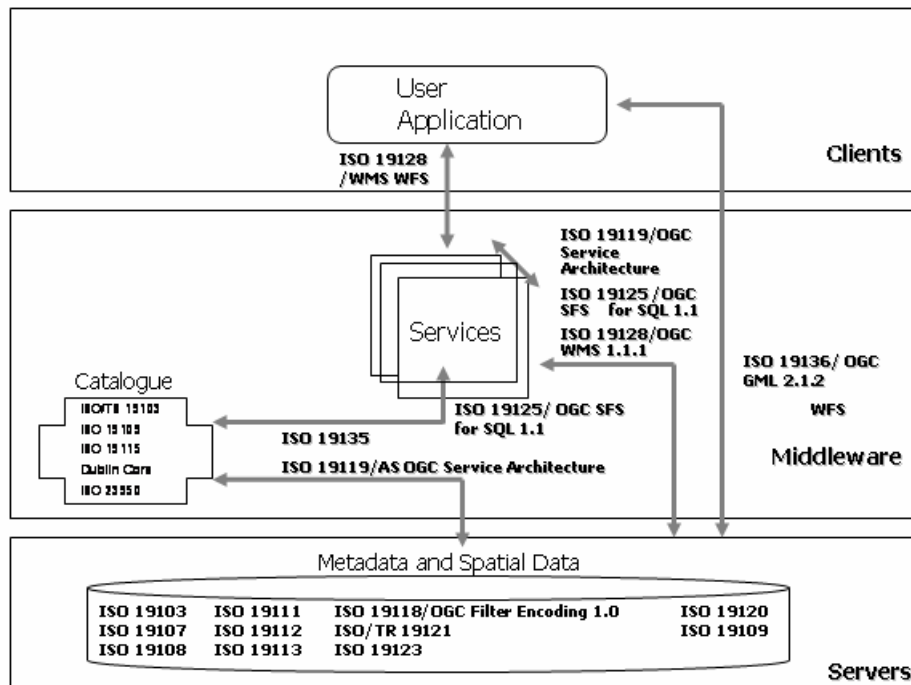 User
Application
Clients
ISO 19128
/WMS WFS
ISO 19119/OGC
Service
Architecture
ISO 19125 /OGC
SFS for SQL 1.1
ISO 19128/OGC
WMS 1.1.1
Services
ISO 19136/ OGC
GML 2.1.2
WFS
Catalogue
ISO 19115
Dublin Core
ISO 23950
ISO 19125/ OGC SFS
for SQL 1.1
ISO 19135
ISO 19119/AS OGC Service Architecture
Middleware
Metadata and Spatial Data
ISO 19103 ISO 19111 ISO 19118/OGC Filter Encoding 1.0 ISO 19120
ISO 19107 ISO 19112 ISO/TR 19121 ISO 19109
ISO 19108 ISO 19113 ISO 19123
Servers